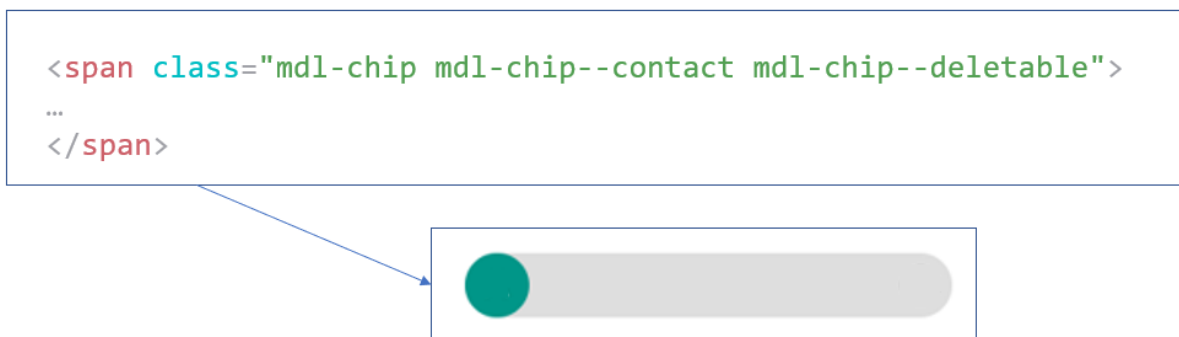 <span class="mdl-chip mdl-chip--contact mdl-chip--deletable">
…
</span>